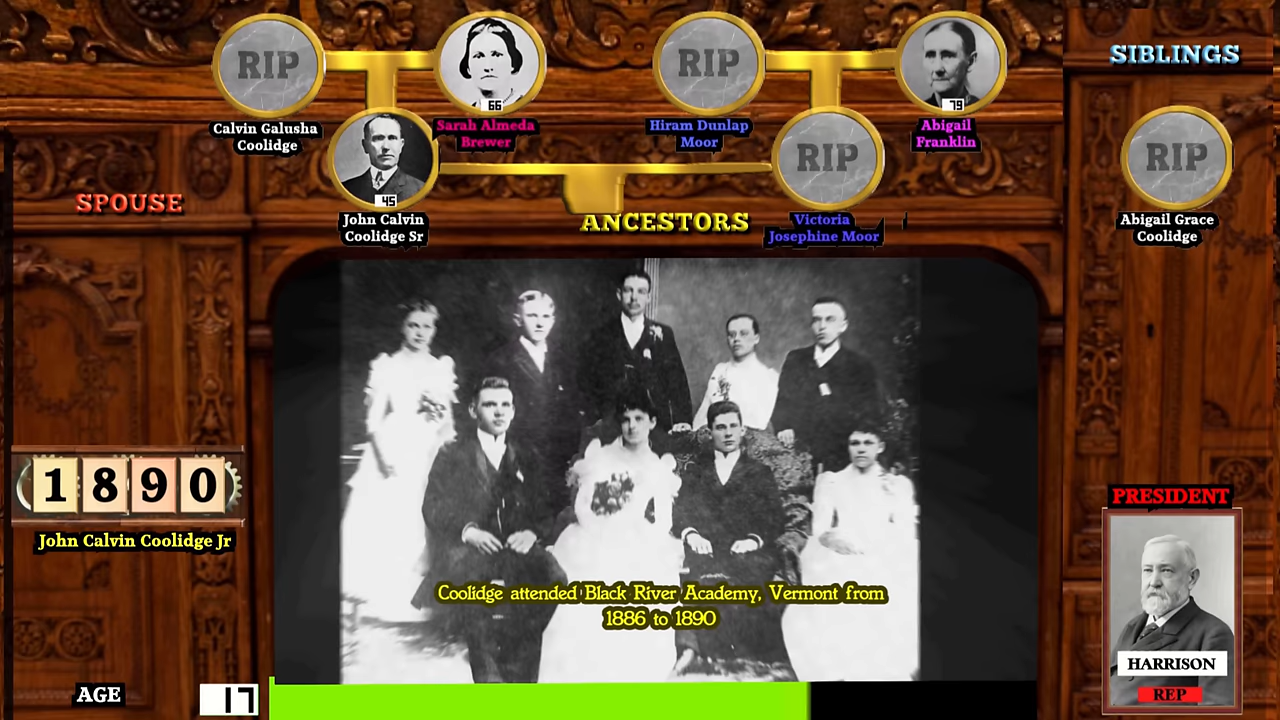 RIP
66
RIP
79
SIBLINGS
Calvin Galusha
Coolidge
Sarah Almeda
Brewer
Hiram Dunlap
Moor
Abigail
Franklin
45
RIP
RIP
SPOUSE
John Calvin
Coolidge Sr
ANCESTORS
Victoria
Josephine Moor
Abigail Grace
Coolidge
1890
John Calvin Coolidge Jr
PRESIDENT
Coolidge attended Black River Academy, Vermont from
1886 to 1890
HARRISON
REP
AGE
17